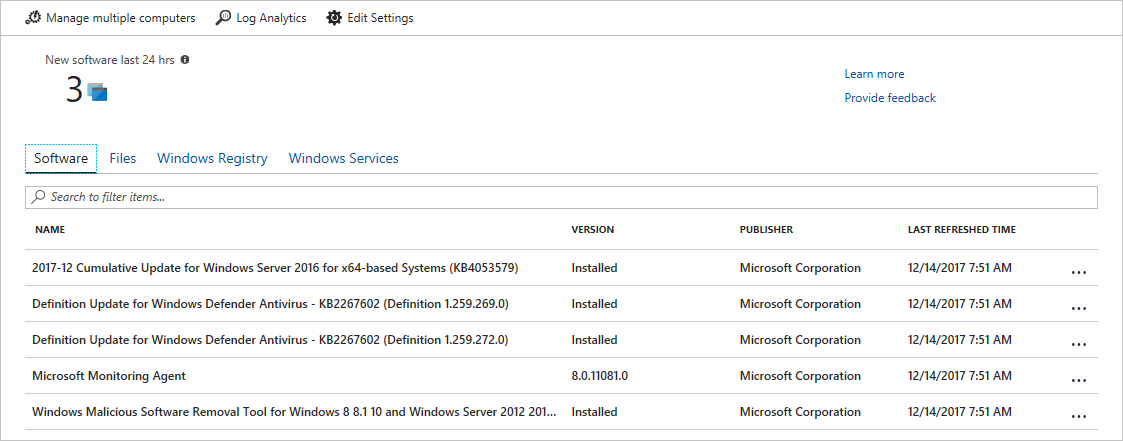 Manage multiple computers Log Analytics Edit Settings
New software last 24 hrs
3
Learn more
Provide feedback
Software Files Windows Registry Windows Services
Search to filter items...
NAME VERSION PUBLISHER LAST REFRESHED TIME
2017-12 Cumulative Update for Windows Server 2016 for x64-based Systems (KB4053579) Installed Microsoft Corporation 12/14/2017 7:51 AM ...
Definition Update for Windows Defender Antivirus - KB2267602 (Definition 1.259.269.0) Installed Microsoft Corporation 12/14/2017 7:51 AM ...
Definition Update for Windows Defender Antivirus - KB2267602 (Definition 1.259.272.0) Installed Microsoft Corporation 12/14/2017 7:51 AM ...
Microsoft Monitoring Agent 8.0.11081.0 Microsoft Corporation 12/14/2017 7:51 AM ...
Windows Malicious Software Removal Tool for Windows 8 8.1 10 and Windows Server 2012 201... Installed Microsoft Corporation 12/14/2017 7:51 AM ...